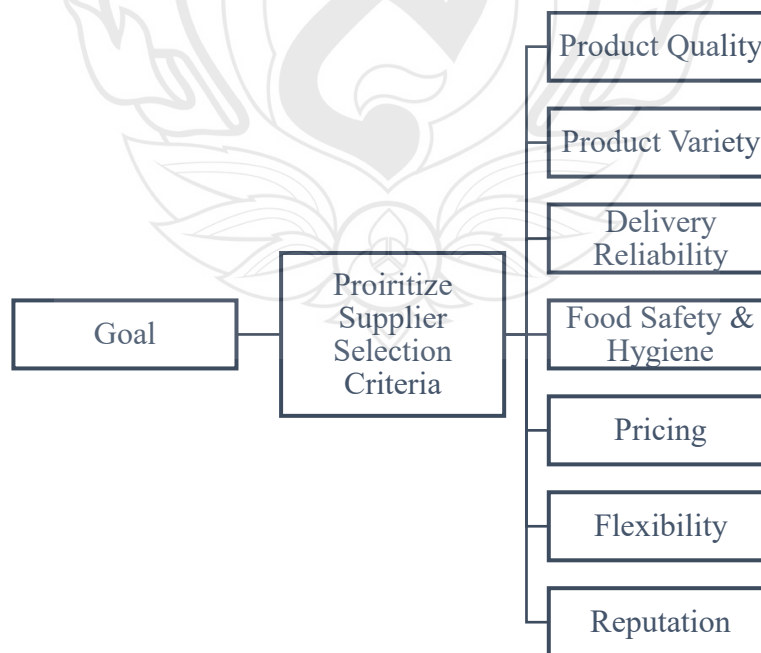 Goal
Proiritize
Supplier
Selection
Criteria
Product Quality
Product Variety
Delivery
Reliability
Food Safety &
Hygiene
Pricing
Flexibility
Reputation